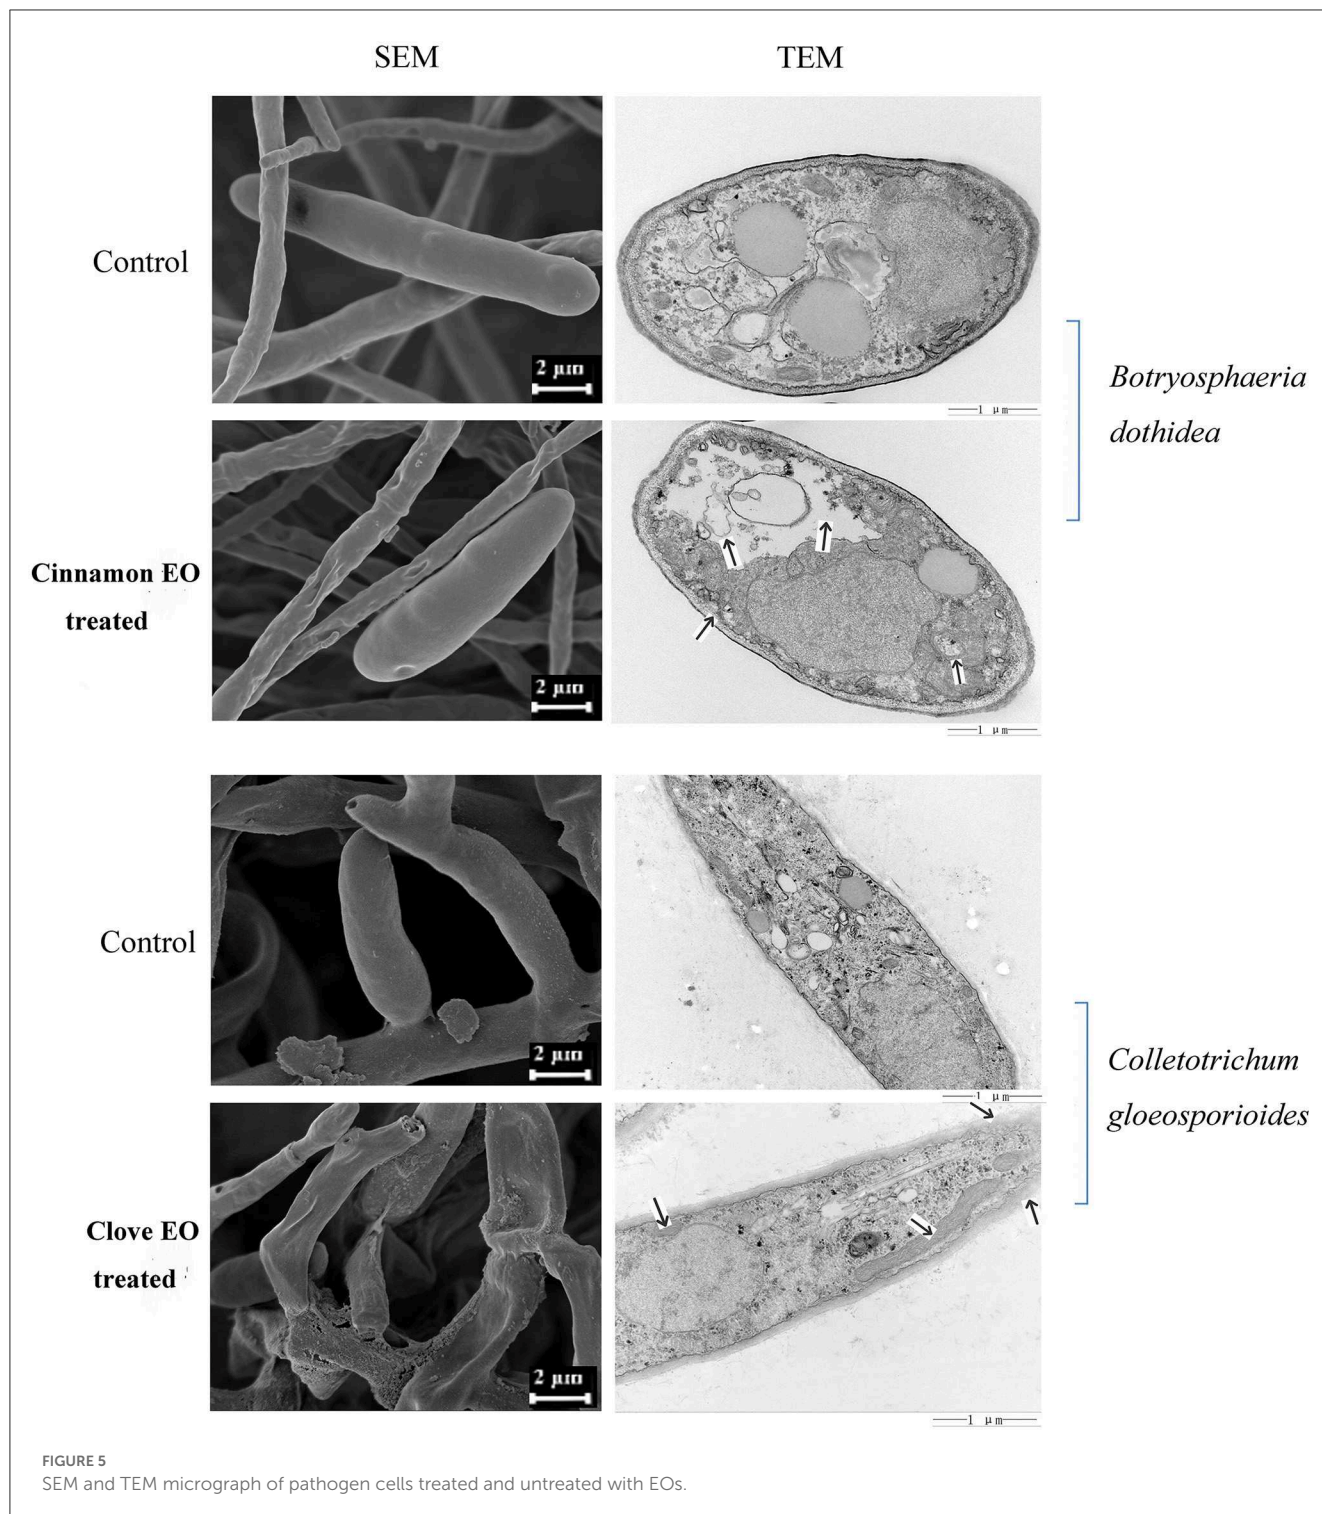 SEM
TEM
Control
2 µm
1 μm
Botryosphaeria
dothidea
Cinnamon EO
treated
2 µm
1 μm
Control
2 µm
1 μm
Colletotrichum
gloeosporioides
Clove EO
treated
2 µm
1 μm
FIGURE 5
SEM and TEM micrograph of pathogen cells treated and untreated with EOs.